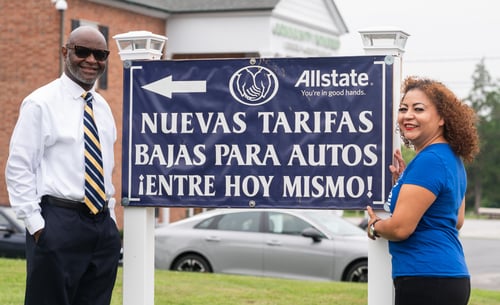 Allstate®
You're in good hands.
NUEVAS TARIFAS
BAJAS PARA AUTOS
¡ENTRE HOY MISMO!